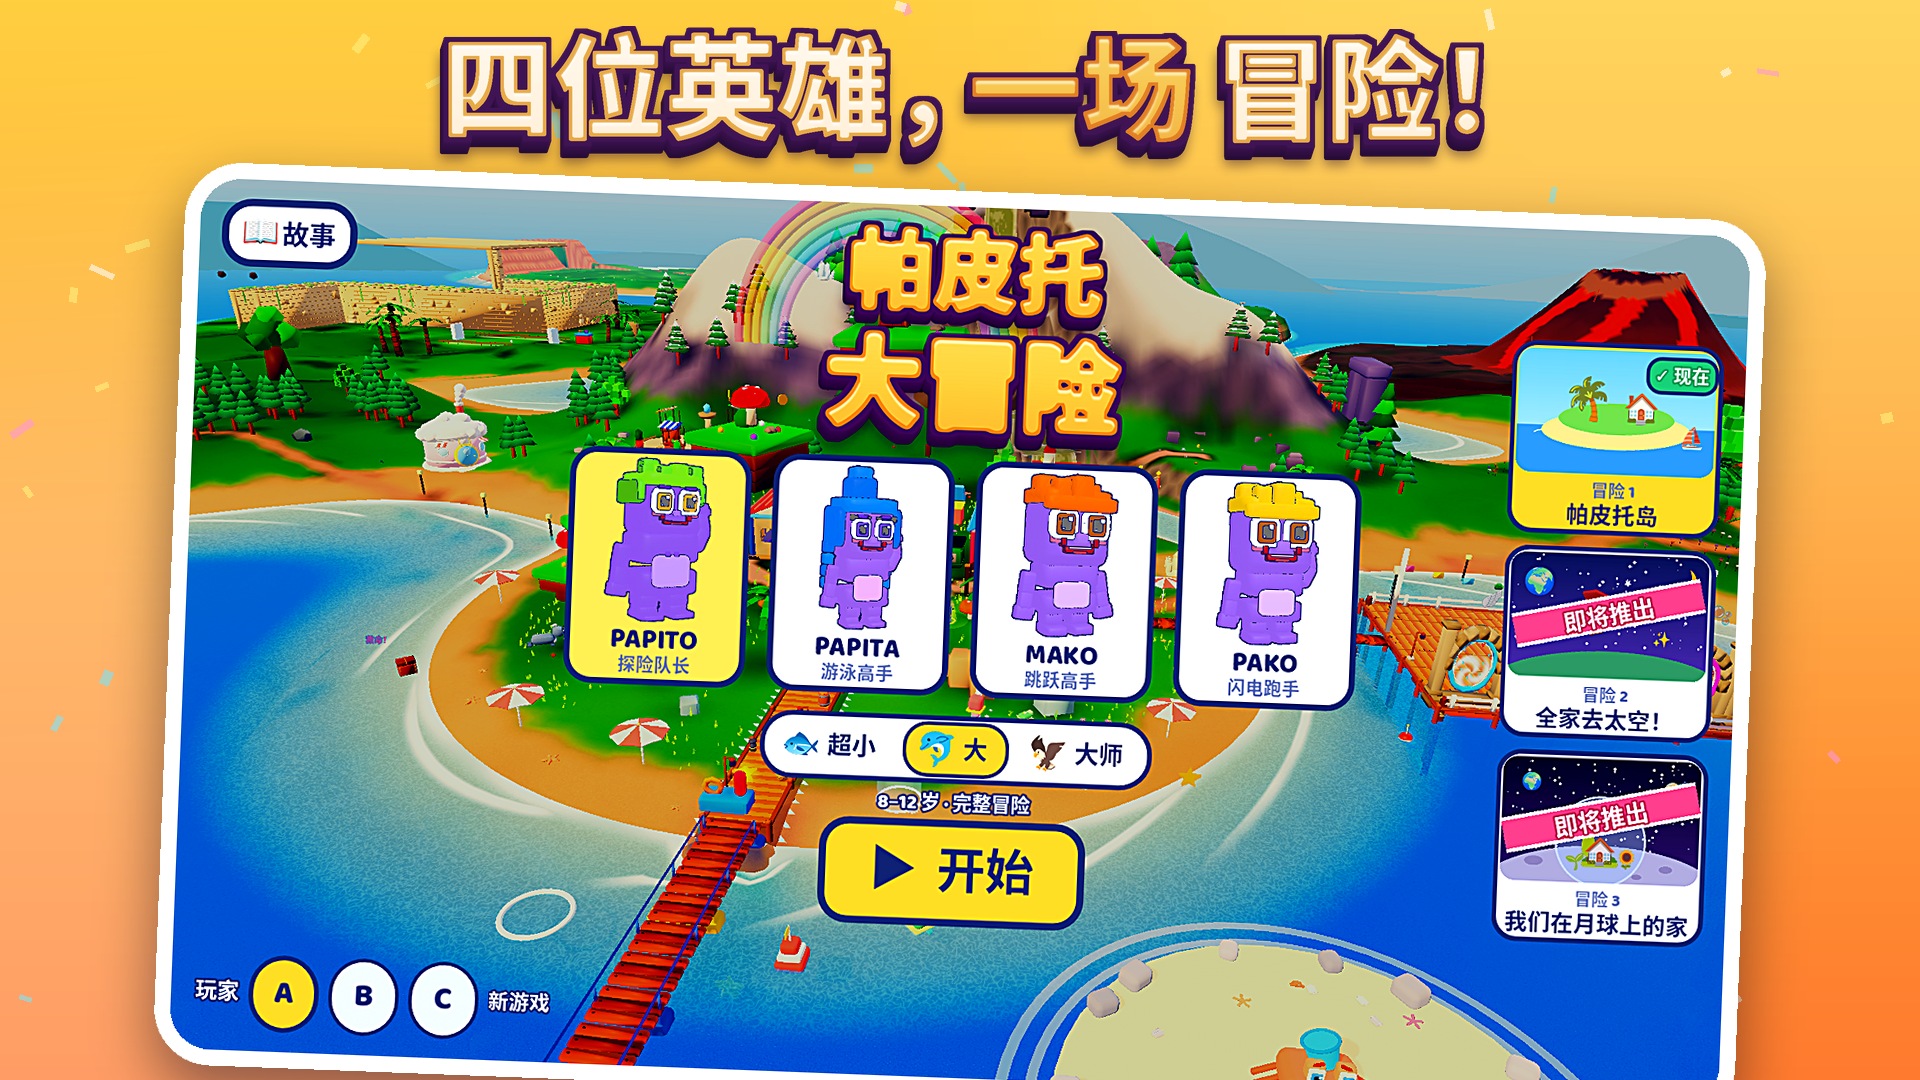 四位英雄，一场 冒险！
故事
帕皮托
大冒险
PAPITO
探险队长
PAPITA
游泳高手
MAKO
跳跃高手
PAKO
闪电跑手
超小
大
大师
8–12 岁 · 完整冒险
▶ 开始
✓ 现在
冒险 1
帕皮托岛
即将推出
冒险 2
全家去太空！
即将推出
冒险 3
我们在月球上的家
玩家
A
B
C
新游戏